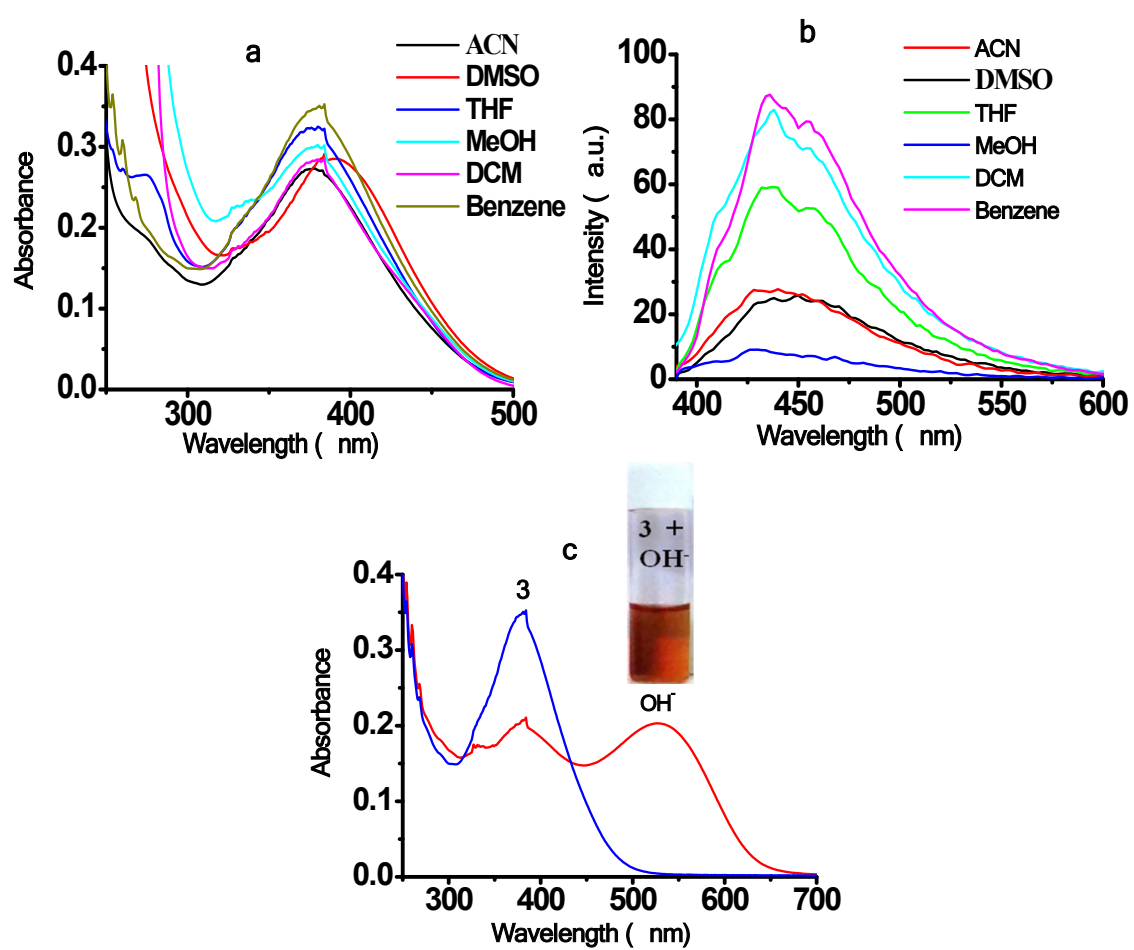 a
ACN
DMSO
THF
MeOH
DCM
Benzene
0.4
0.3
0.2
0.1
0.0
Absorbance
300 400 500
Wavelength ( nm)
b
ACN
DMSO
THF
MeOH
DCM
Benzene
100
80
60
40
20
0
Intensity ( a.u.)
400 450 500 550 600
Wavelength ( nm)
c
3 +
OH-
3
OH-
0.4
0.3
0.2
0.1
0.0
Absorbance
300 400 500 600 700
Wavelength ( nm)